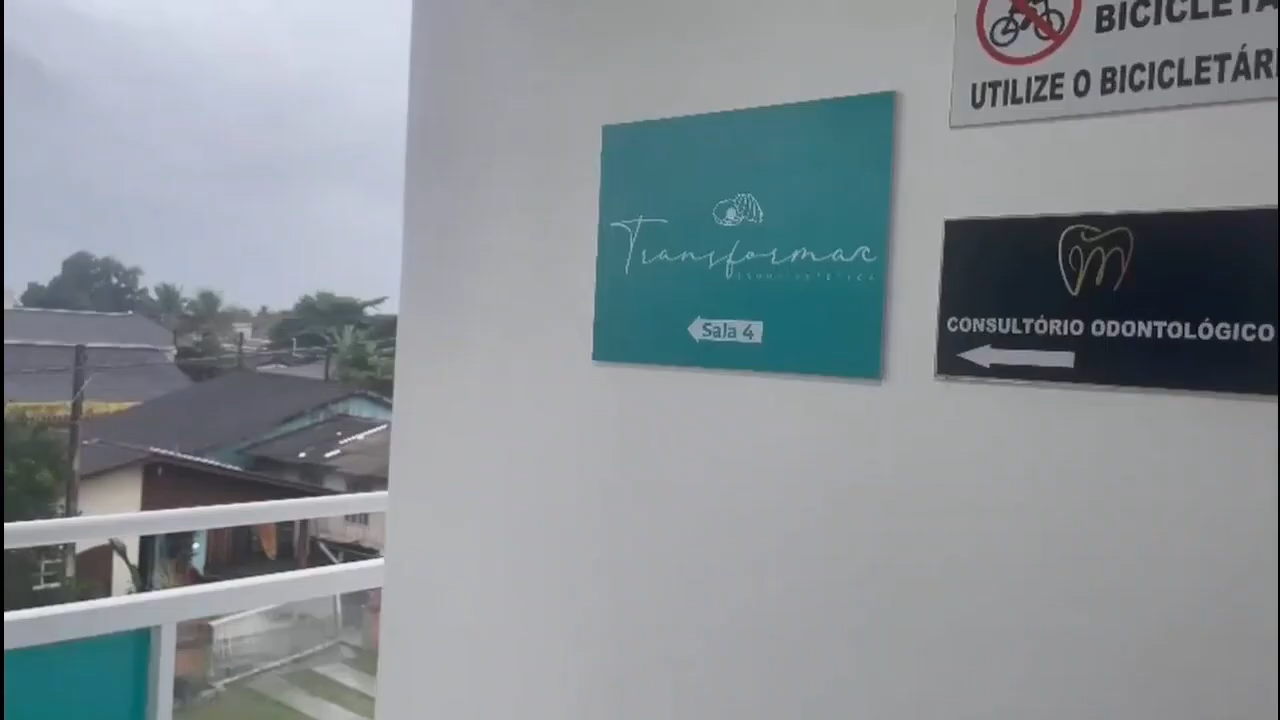 BICICLETA
UTILIZE O BICICLETÁRI
Transformar
Sala 4
M
CONSULTÓRIO ODONTOLÓGICO